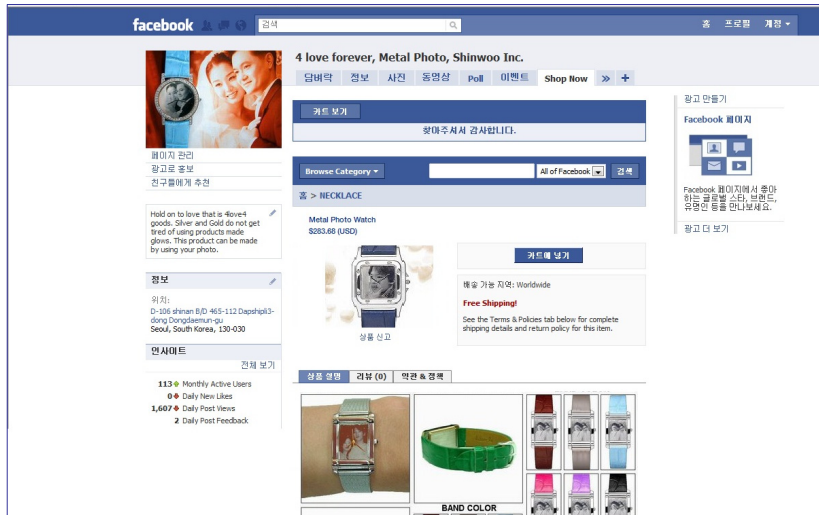 facebook
검색
홈 프로필 계정
4 love forever, Metal Photo, Shinwoo Inc.
담벼락 정보 사진 동영상 Poll 이벤트 Shop Now » +
카트 보기
찾아주셔서 감사합니다.
Browse Category All of Facebook 검색
홈 > NECKLACE
Metal Photo Watch
$283.68 (USD)
상품 신고
카트에 넣기
배송 가능 지역: Worldwide
Free Shipping!
See the Terms & Policies tab below for complete
shipping details and return policy for this item.
상품 설명 리뷰 (0) 약관 & 정책
BAND COLOR
페이지 관리
광고로 홍보
친구들에게 추천
Hold on to love that is 4love4
goods. Silver and Gold do not get
tired of using products made
glows. This product can be made
by using your photo.
정보
위치:
D-106 shinan B/D 465-112 Dapshipli3-
dong Dongdaemun-gu
Seoul, South Korea, 130-030
인사이트
전체 보기
113 Monthly Active Users
0 Daily New Likes
1,607 Daily Post Views
2 Daily Post Feedback
광고 만들기
Facebook 페이지
Facebook 페이지에서 좋아
하는 글로벌 스타, 브랜드,
유명인 등을 만나보세요.
광고 더 보기